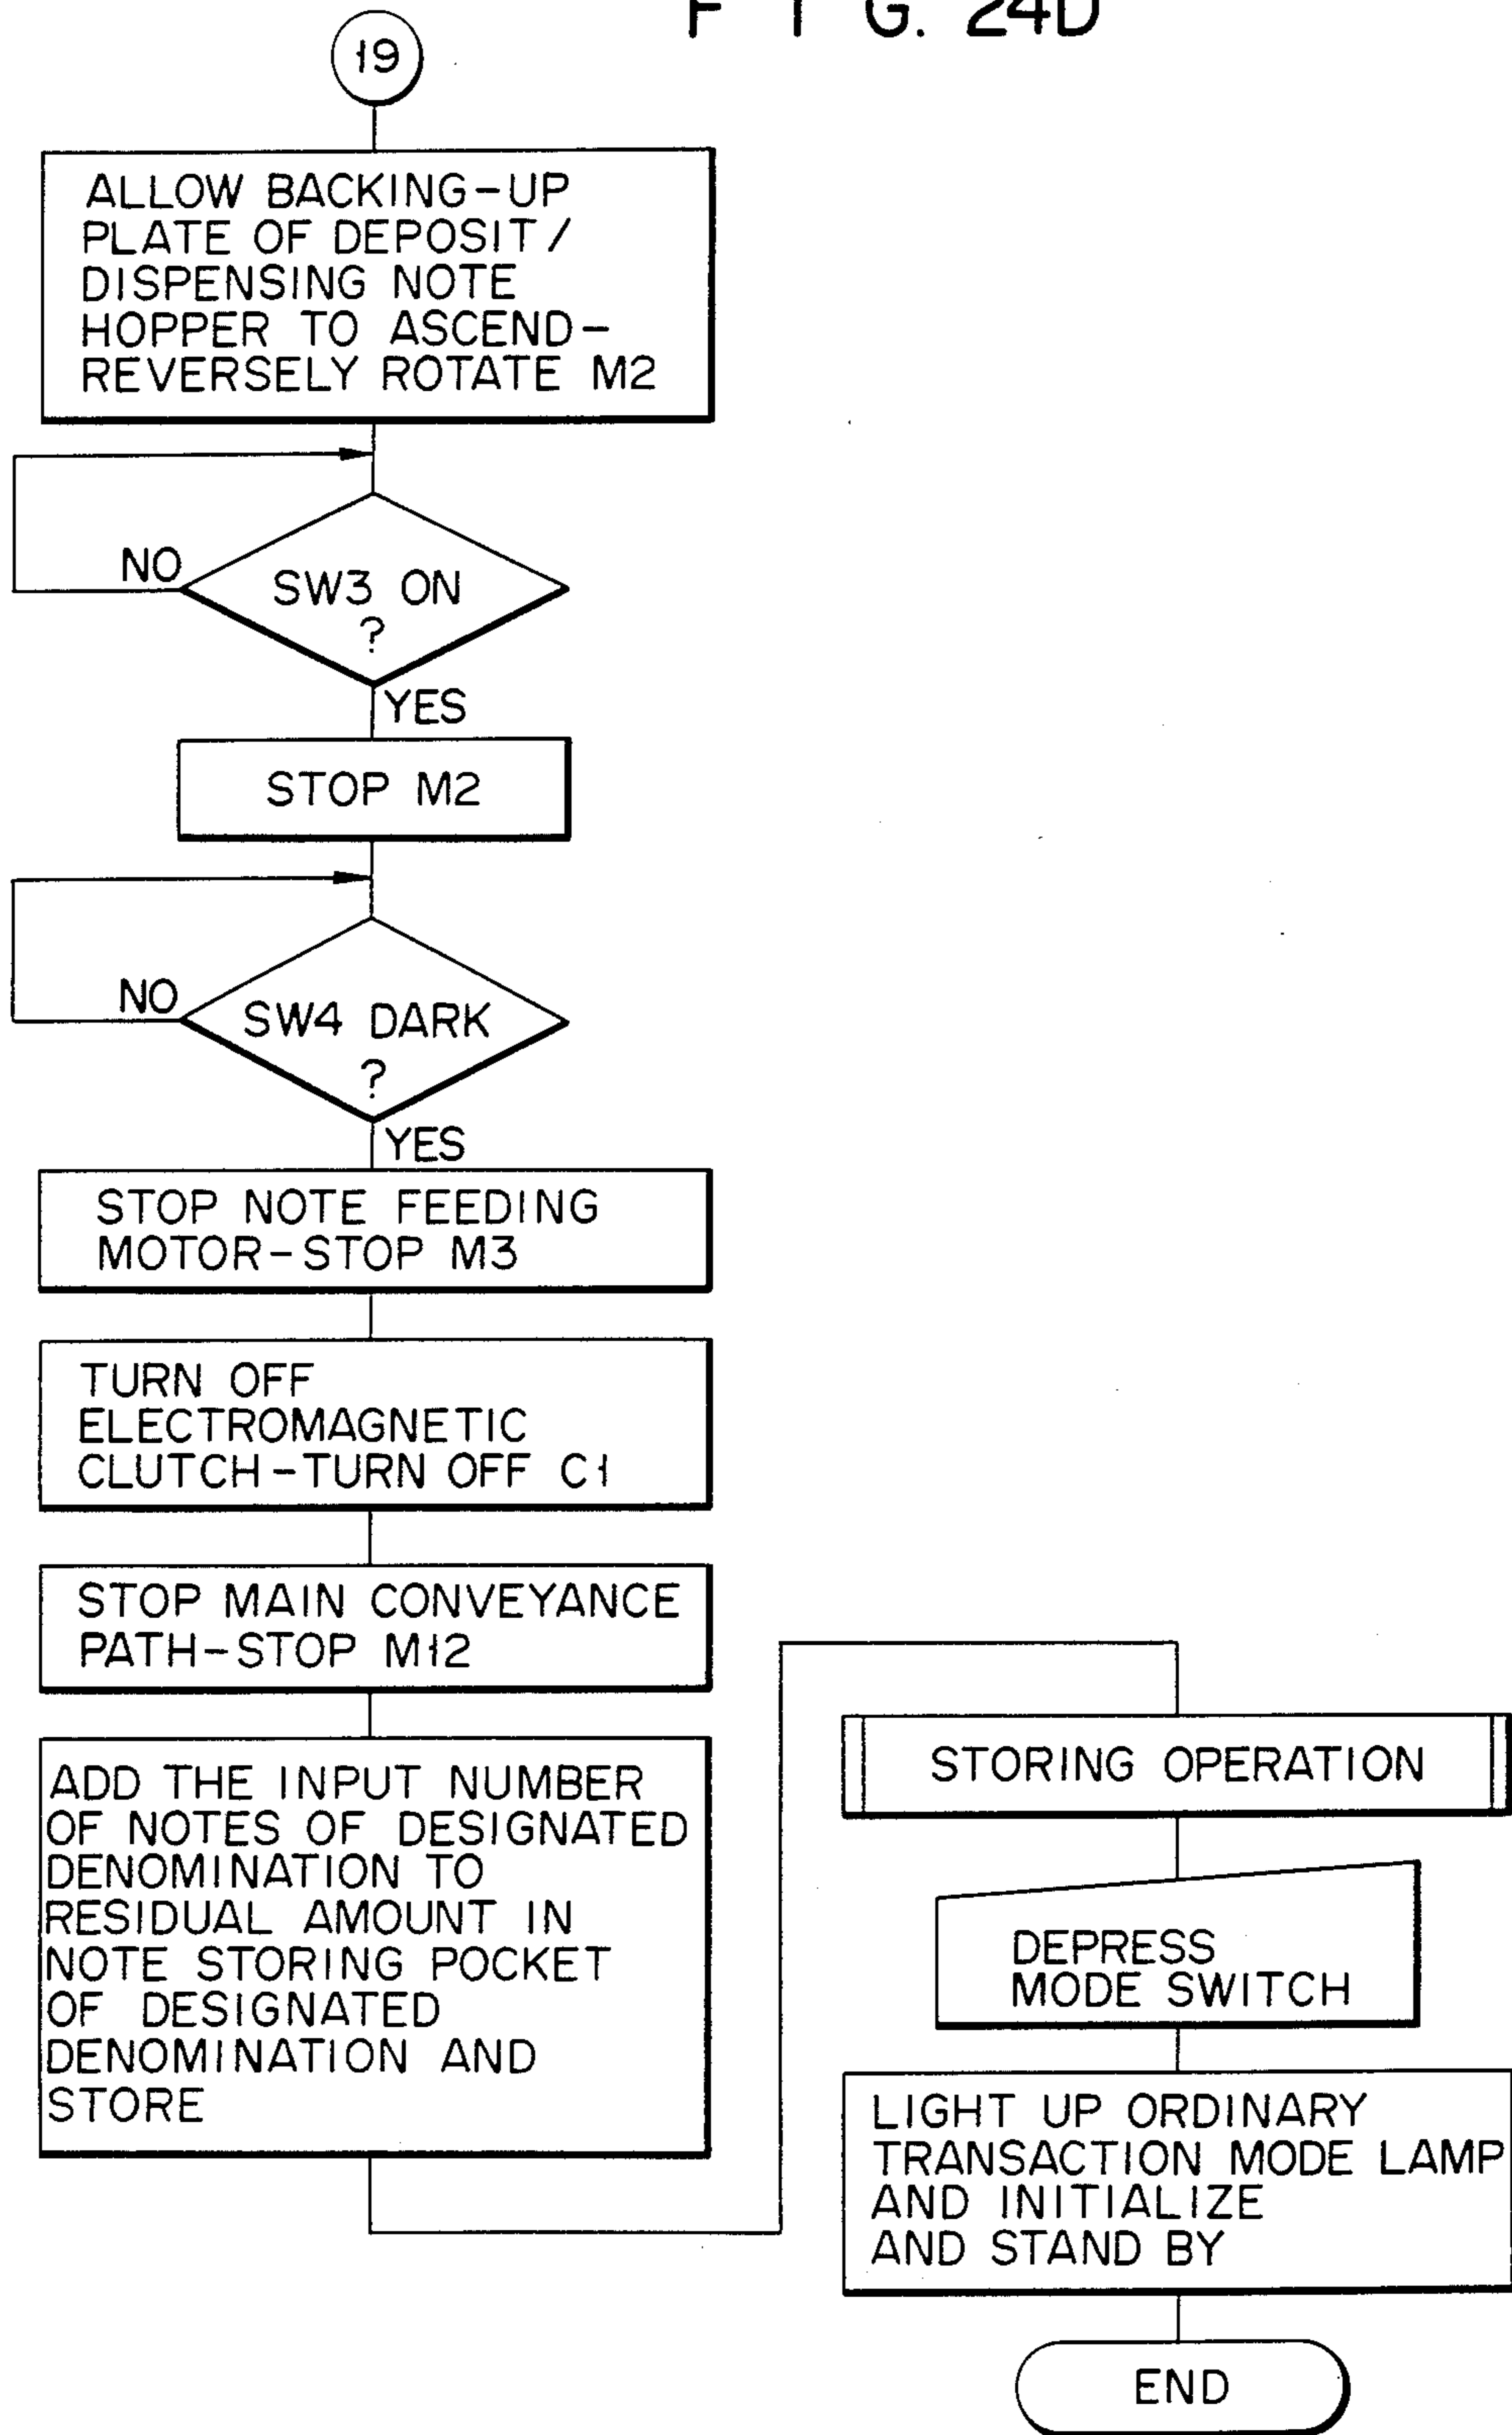 F I G. 24D
19
ALLOW BACKING-UP
PLATE OF DEPOSIT/
DISPENSING NOTE
HOPPER TO ASCEND-
REVERSELY ROTATE M2
NO
SW3 ON
?
YES
STOP M2
NO
SW4 DARK
?
YES
STOP NOTE FEEDING
MOTOR-STOP M3
TURN OFF
ELECTROMAGNETIC
CLUTCH-TURN OFF C1
STOP MAIN CONVEYANCE
PATH-STOP M12
ADD THE INPUT NUMBER
OF NOTES OF DESIGNATED
DENOMINATION TO
RESIDUAL AMOUNT IN
NOTE STORING POCKET
OF DESIGNATED
DENOMINATION AND
STORE
STORING OPERATION
DEPRESS
MODE SWITCH
LIGHT UP ORDINARY
TRANSACTION MODE LAMP
AND INITIALIZE
AND STAND BY
END